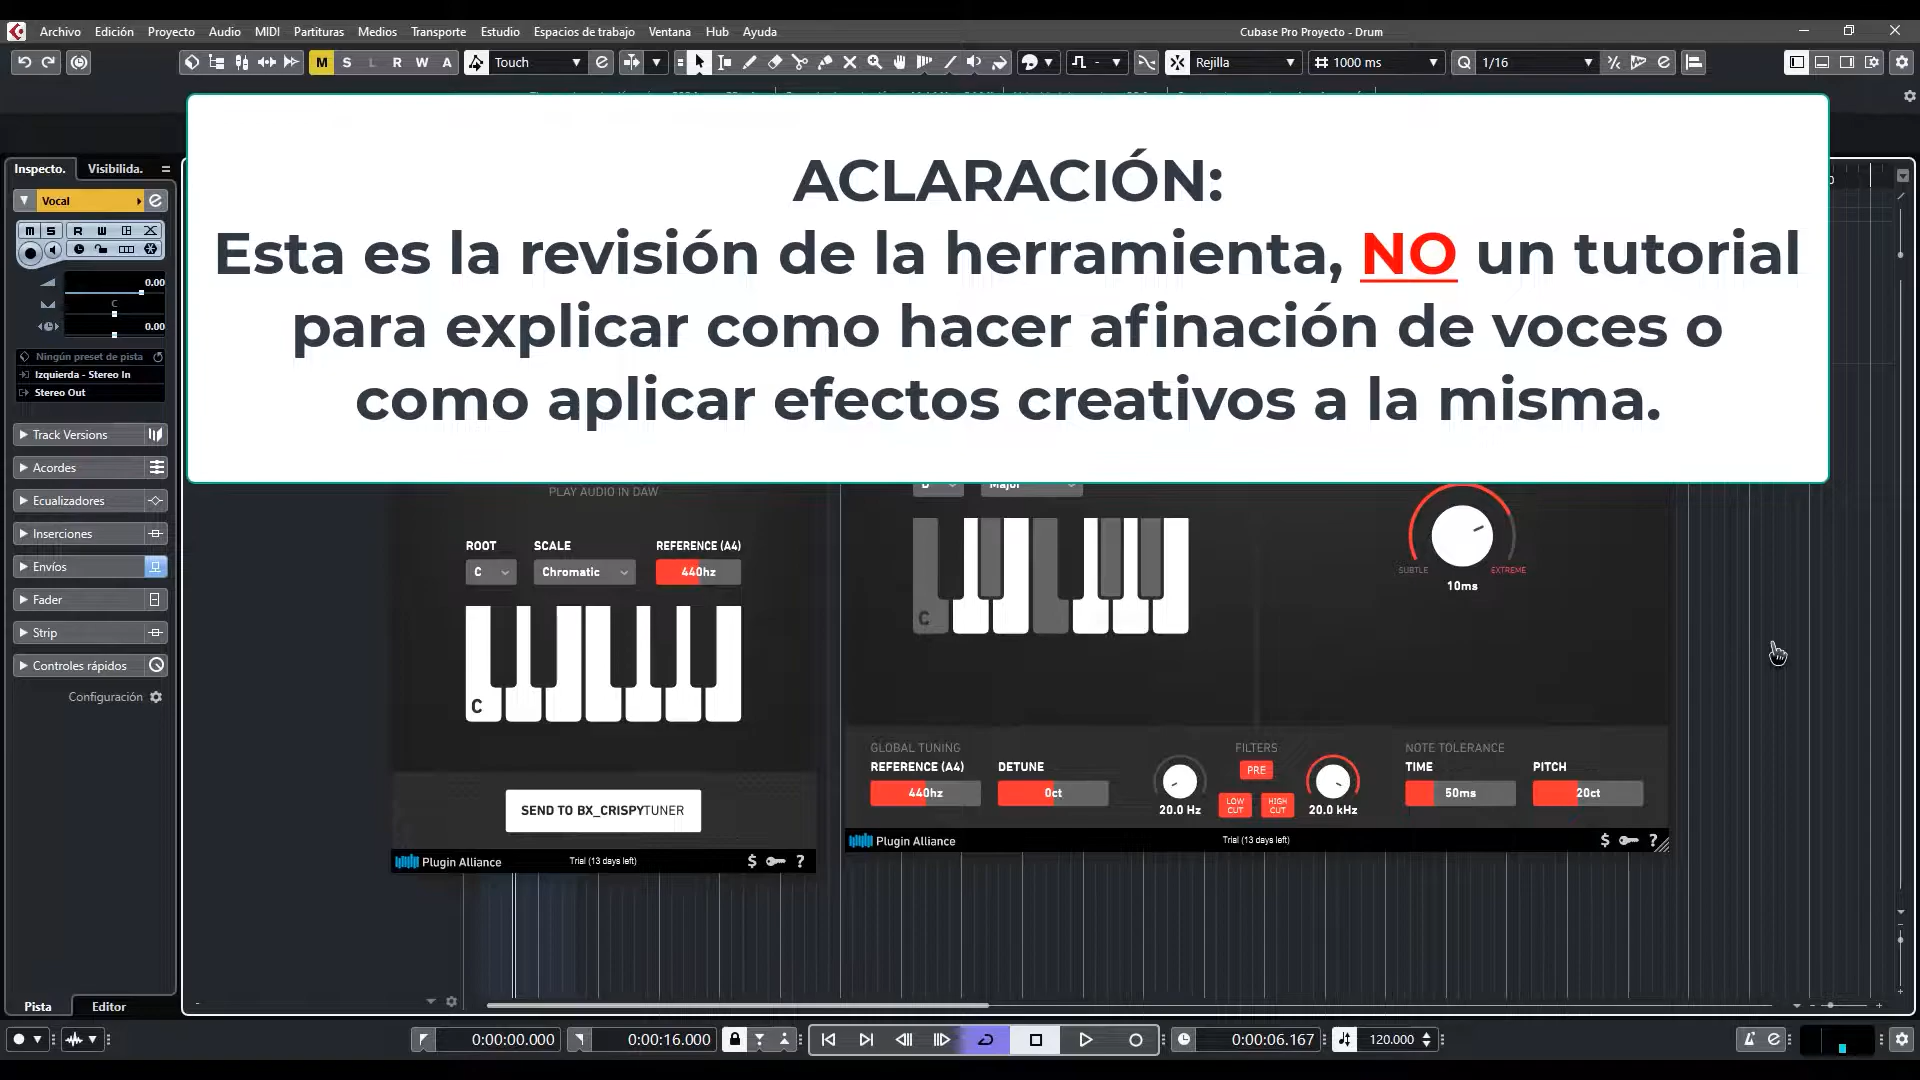 Archivo Edición Proyecto Audio MIDI Partituras Medios Transporte Estudio Espacios de trabajo Ventana Hub Ayuda
Cubase Pro Proyecto - Drum
M S L R W A Touch
Rejilla
1000 ms
Q 1/16
Inspecto. Visibilida.
Vocal
M S R W
0.00
C
0.00
Ningún preset de pista
Izquierda - Stereo In
Stereo Out
Track Versions
Acordes
Ecualizadores
Inserciones
Envíos
Fader
Strip
Controles rápidos
Configuración
ACLARACIÓN:
Esta es la revisión de la herramienta, NO un tutorial
para explicar como hacer afinación de voces o
como aplicar efectos creativos a la misma.
PLAY AUDIO IN DAW
ROOT SCALE REFERENCE (A4)
C Chromatic 440hz
C
SEND TO BX_CRISPYTUNER
Plugin Alliance Trial (13 days left) $ ?
Major
C
SUBTLE EXTREME
10ms
GLOBAL TUNING
REFERENCE (A4) DETUNE
440hz 0ct
FILTERS
PRE
LOW CUT HIGH CUT
20.0 Hz 20.0 kHz
NOTE TOLERANCE
TIME PITCH
50ms 20ct
Plugin Alliance Trial (13 days left) $ ?
Pista Editor
0:00:00.000 0:00:16.000 0:00:06.167 120.000